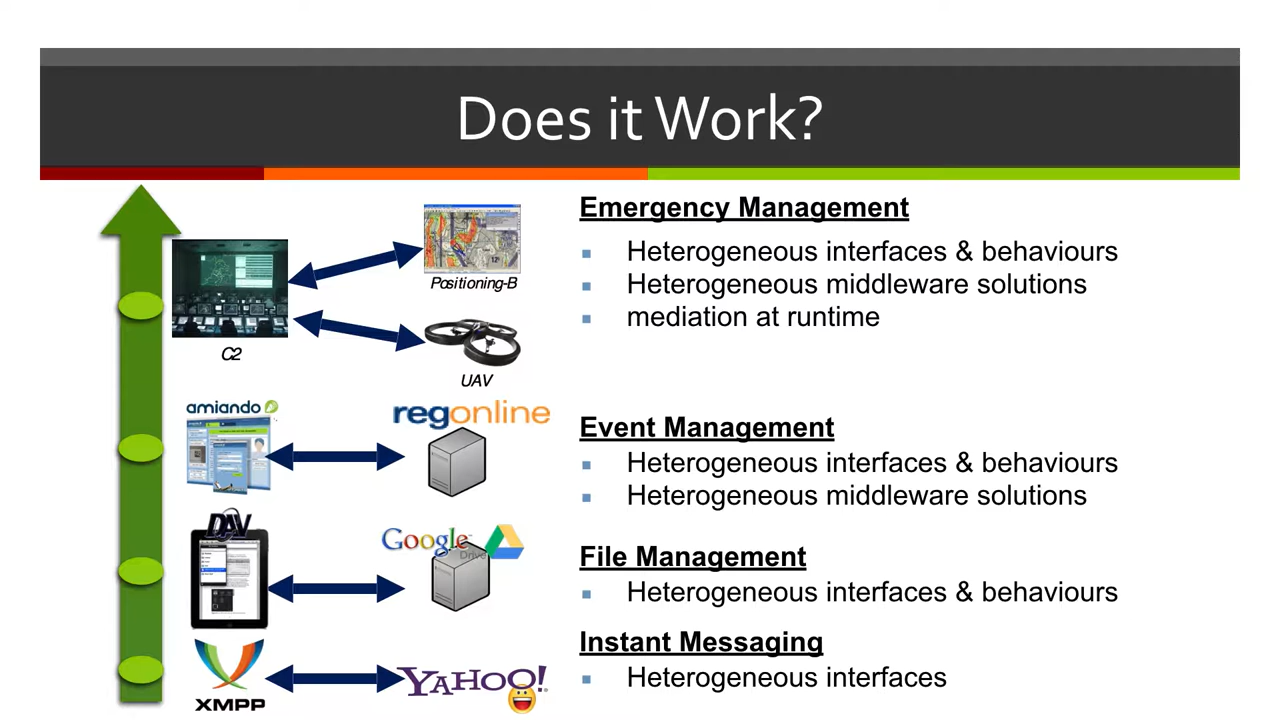 Does it Work?
Positioning-B
C2
UAV
amiando
regonline
DAV
Google
Drive
XMPP
YAHOO!
Emergency Management
Heterogeneous interfaces & behaviours
Heterogeneous middleware solutions
mediation at runtime
Event Management
Heterogeneous interfaces & behaviours
Heterogeneous middleware solutions
File Management
Heterogeneous interfaces & behaviours
Instant Messaging
Heterogeneous interfaces